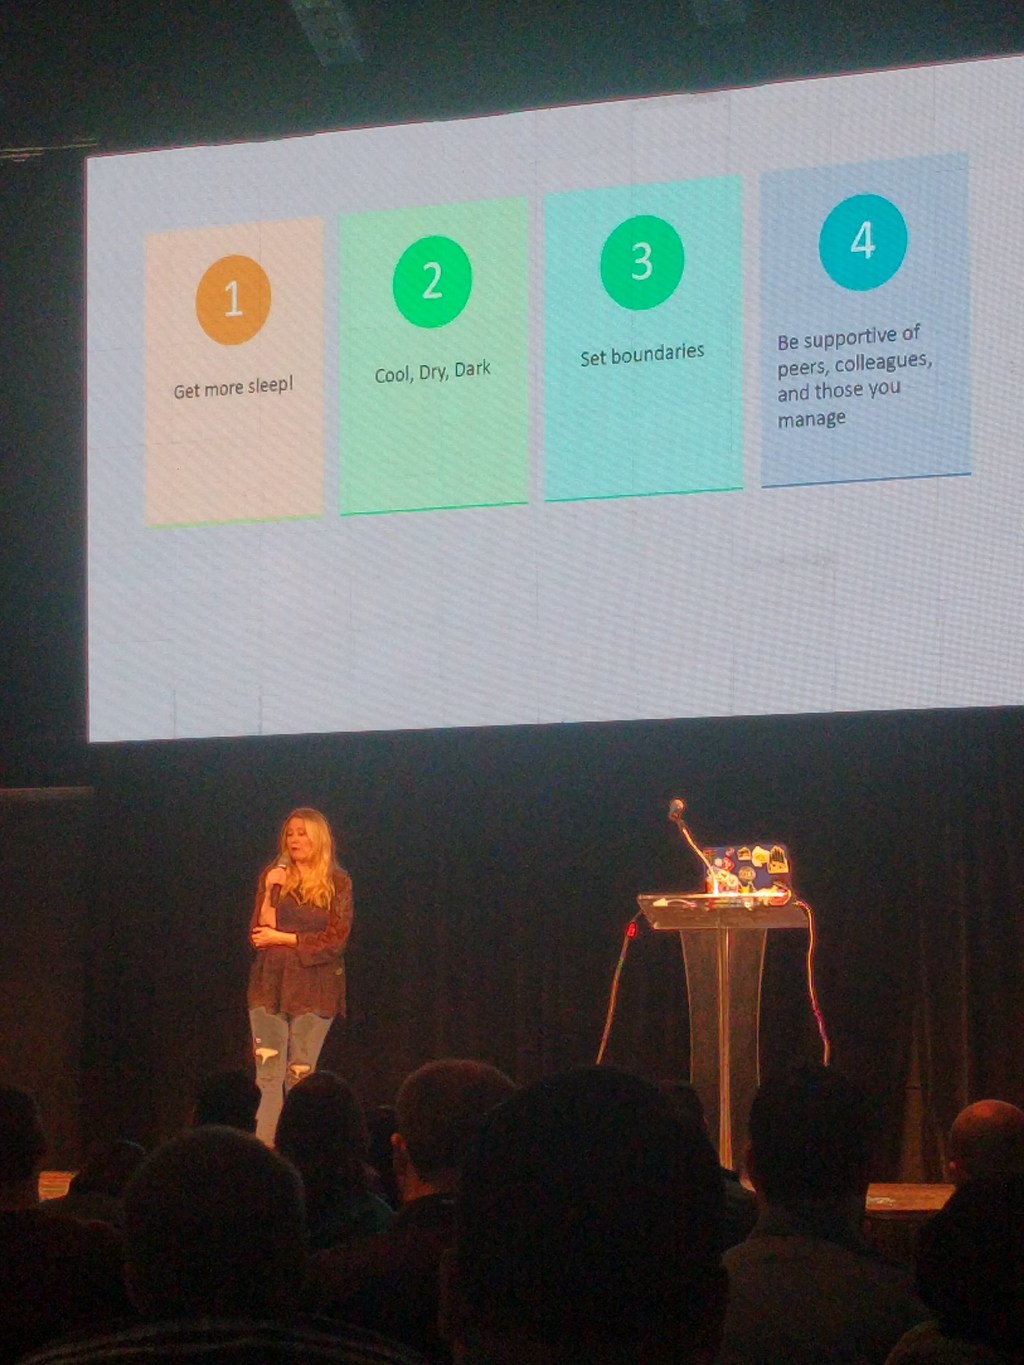 1
Get more sleep!
2
Cool, Dry, Dark
3
Set boundaries
4
Be supportive of
peers, colleagues,
and those you
manage